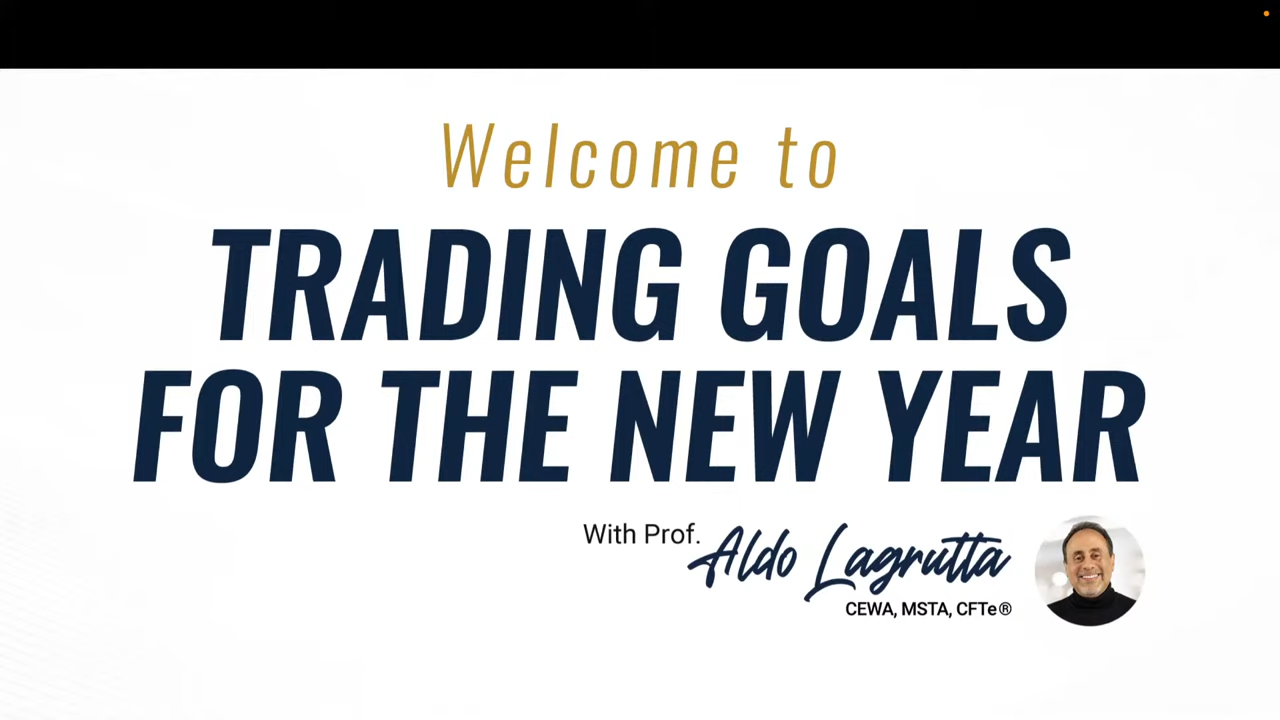 Welcome to
TRADING GOALS
FOR THE NEW YEAR
With Prof. Aldo Lagrutta
CEWA, MSTA, CFTe®